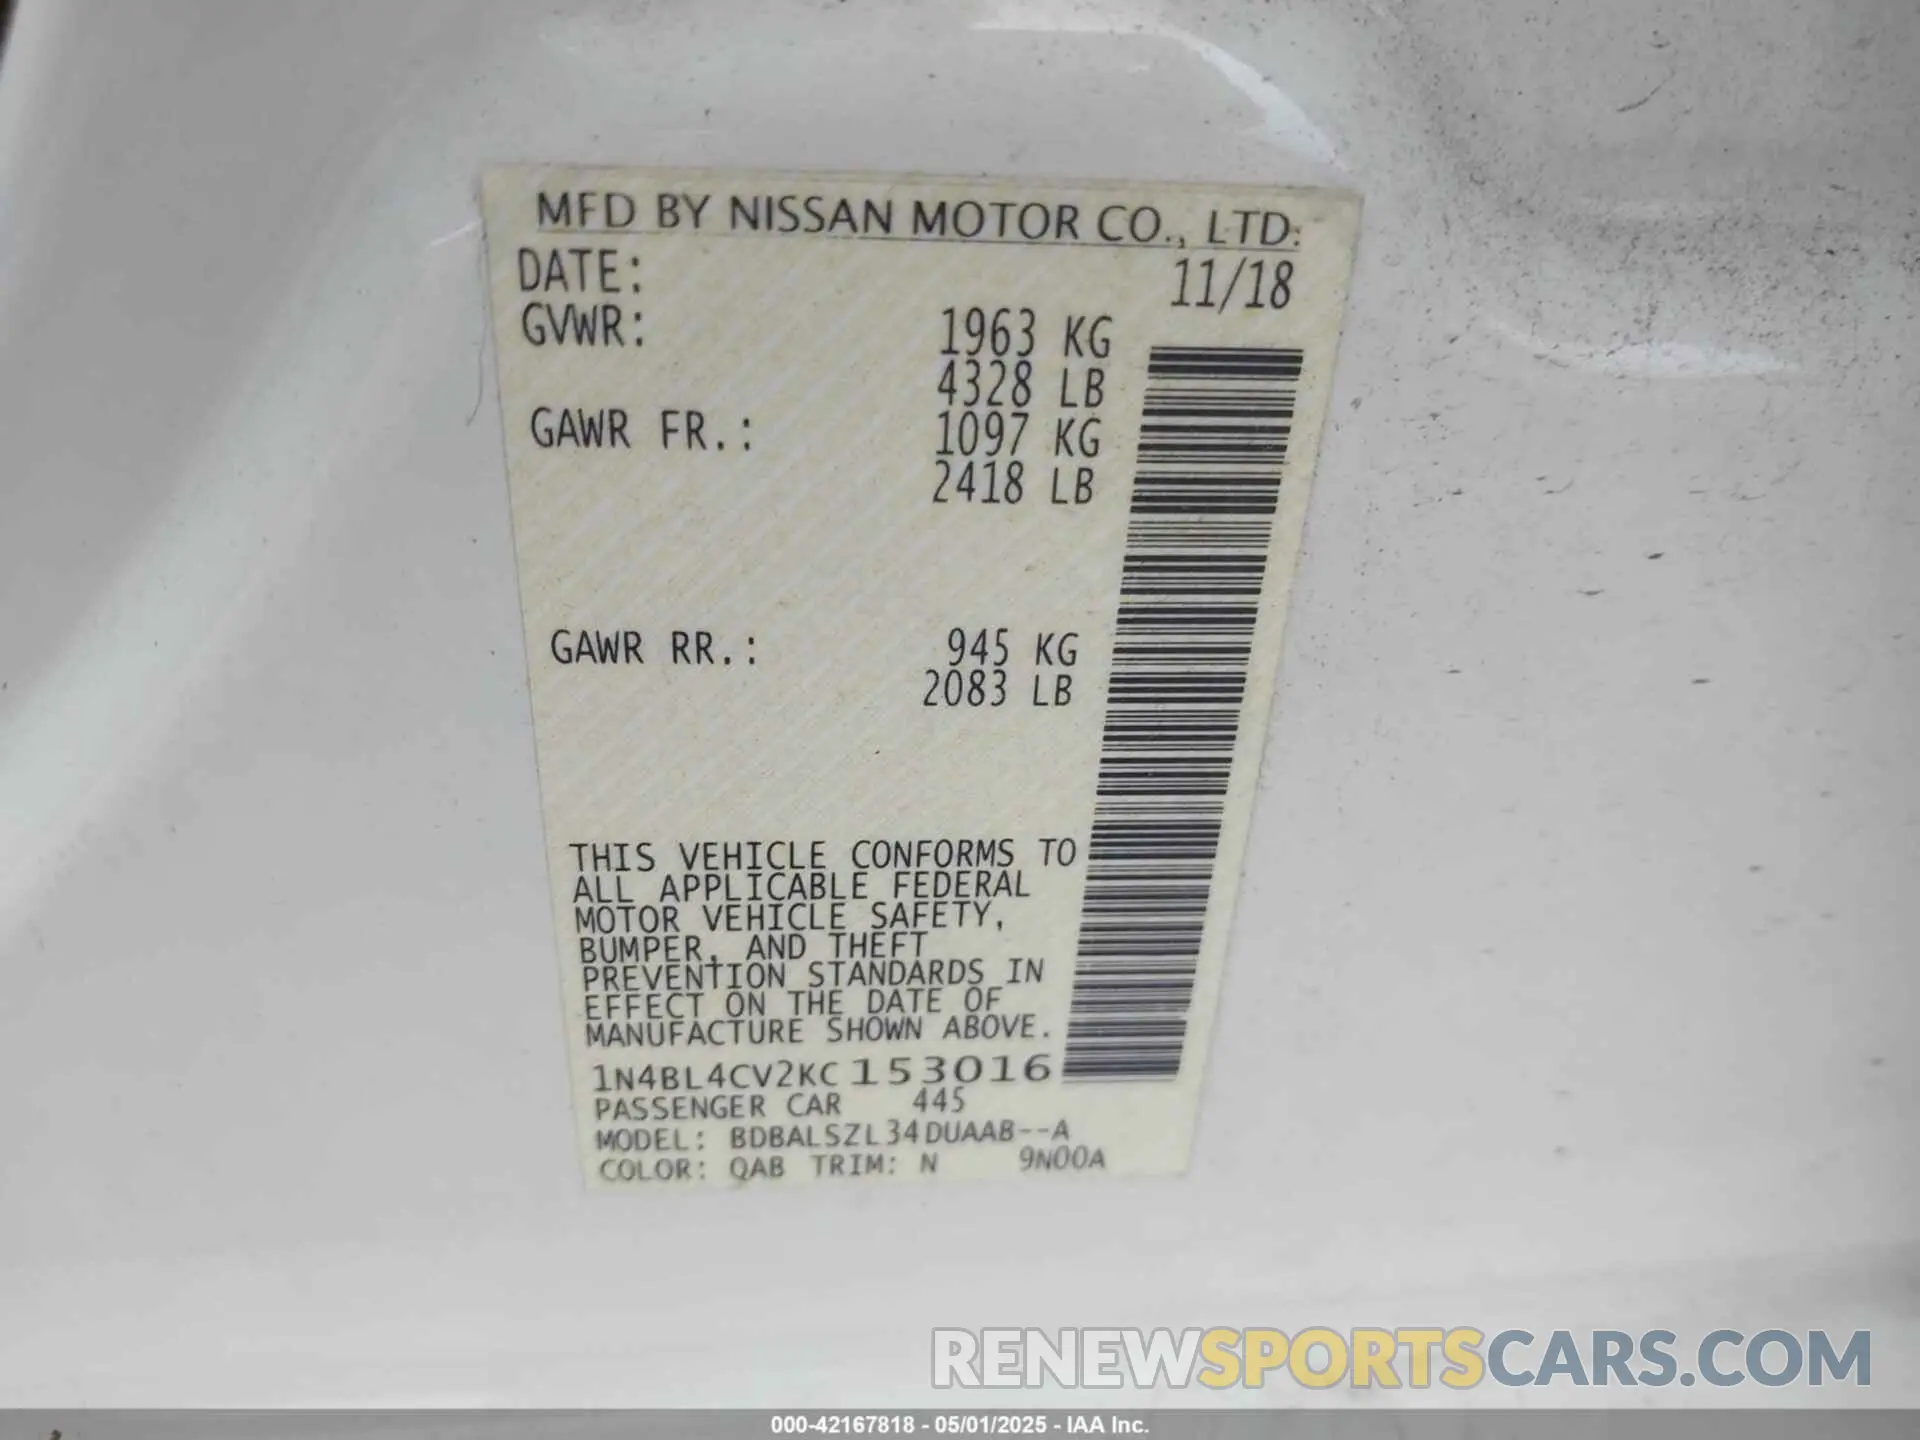 MFD BY NISSAN MOTOR CO., LTD.
DATE: 11/18
GVWR: 1963 KG
4328 LB
GAWR FR.: 1097 KG
2418 LB
GAWR RR.: 945 KG
2083 LB
THIS VEHICLE CONFORMS TO
ALL APPLICABLE FEDERAL
MOTOR VEHICLE SAFETY,
BUMPER, AND THEFT
PREVENTION STANDARDS IN
EFFECT ON THE DATE OF
MANUFACTURE SHOWN ABOVE.
1N4BL4CV2KC153016
PASSENGER CAR 445
MODEL: BDBALSZL34DUAAB--A
COLOR: QAB TRIM: N 9N00A
RENEWSPORTSCARS.COM
000-42167818 - 05/01/2025 - IAA Inc.